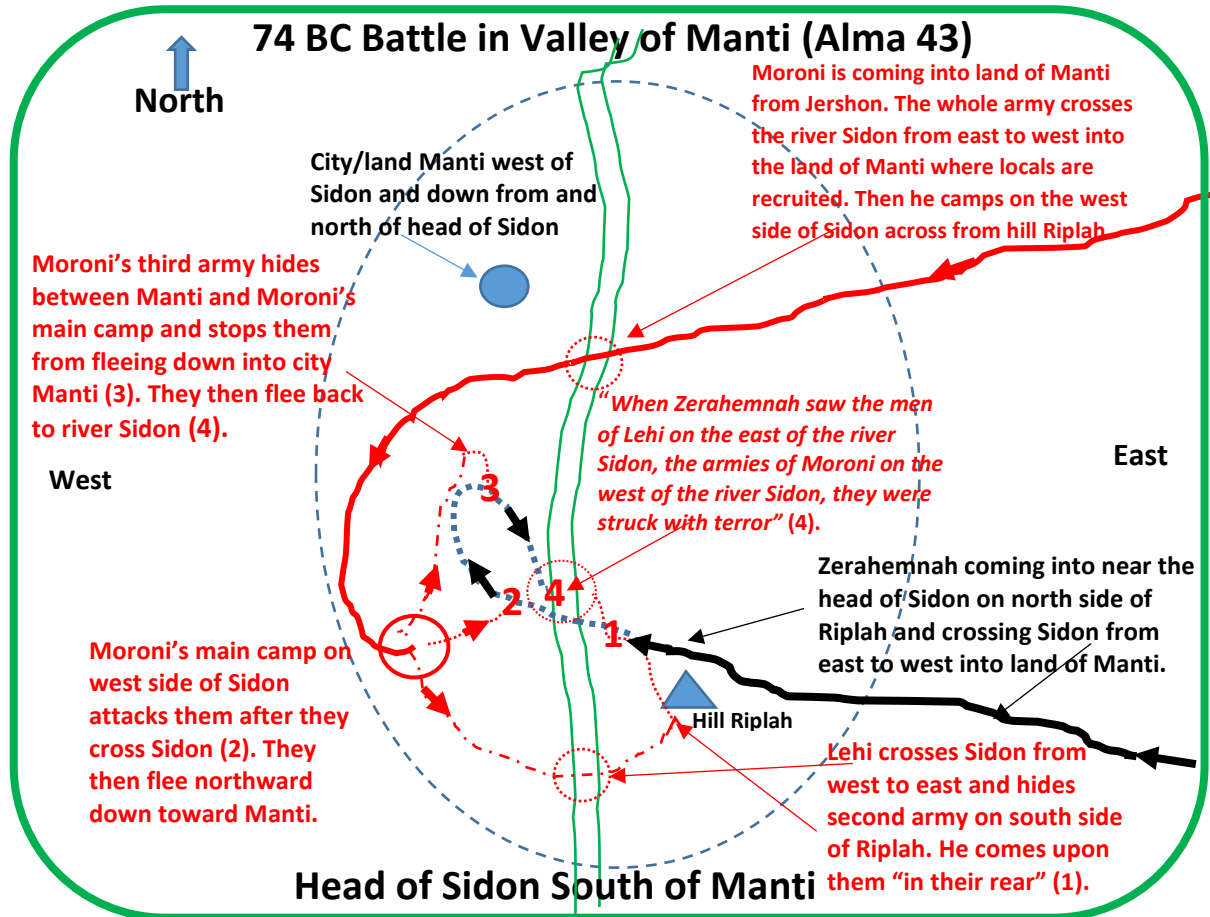 74 BC Battle in Valley of Manti (Alma 43)
North
Moroni is coming into land of Manti
from Jershon. The whole army crosses
the river Sidon from east to west into
the land of Manti where locals are
recruited. Then he camps on the west
side of Sidon across from hill Riplah
City/land Manti west of
Sidon and down from and
north of head of Sidon
Moroni’s third army hides
between Manti and Moroni’s
main camp and stops them
from fleeing down into city
Manti (3). They then flee back
to river Sidon (4).
“When Zerahemnah saw the men
of Lehi on the east of the river
Sidon, the armies of Moroni on the
west of the river Sidon, they were
struck with terror” (4).
West
East
3
2
4
1
Zerahemnah coming into near the
head of Sidon on north side of
Riplah and crossing Sidon from
east to west into land of Manti.
Moroni’s main camp on
west side of Sidon
attacks them after they
cross Sidon (2). They
then flee northward
down toward Manti.
Hill Riplah
Lehi crosses Sidon from
west to east and hides
second army on south side
of Riplah. He comes upon
them “in their rear” (1).
Head of Sidon South of Manti